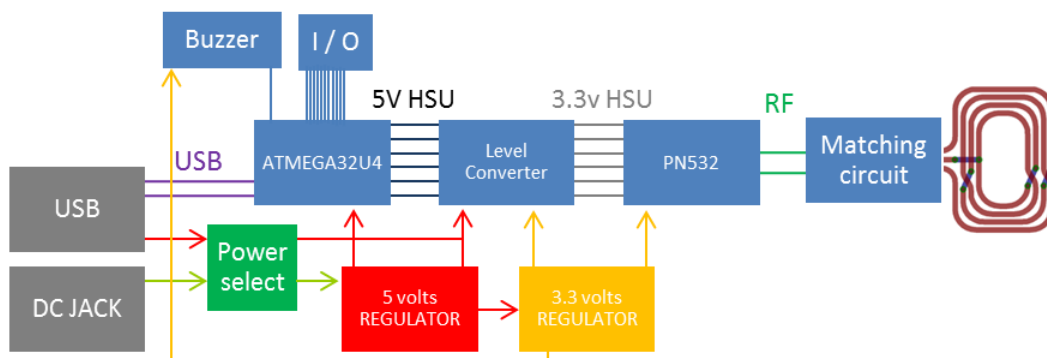 Buzzer
I / O
5V HSU
3.3v HSU
RF
USB
ATMEGA32U4
Level
Converter
PN532
Matching
circuit
USB
Power
select
DC JACK
5 volts
REGULATOR
3.3 volts
REGULATOR